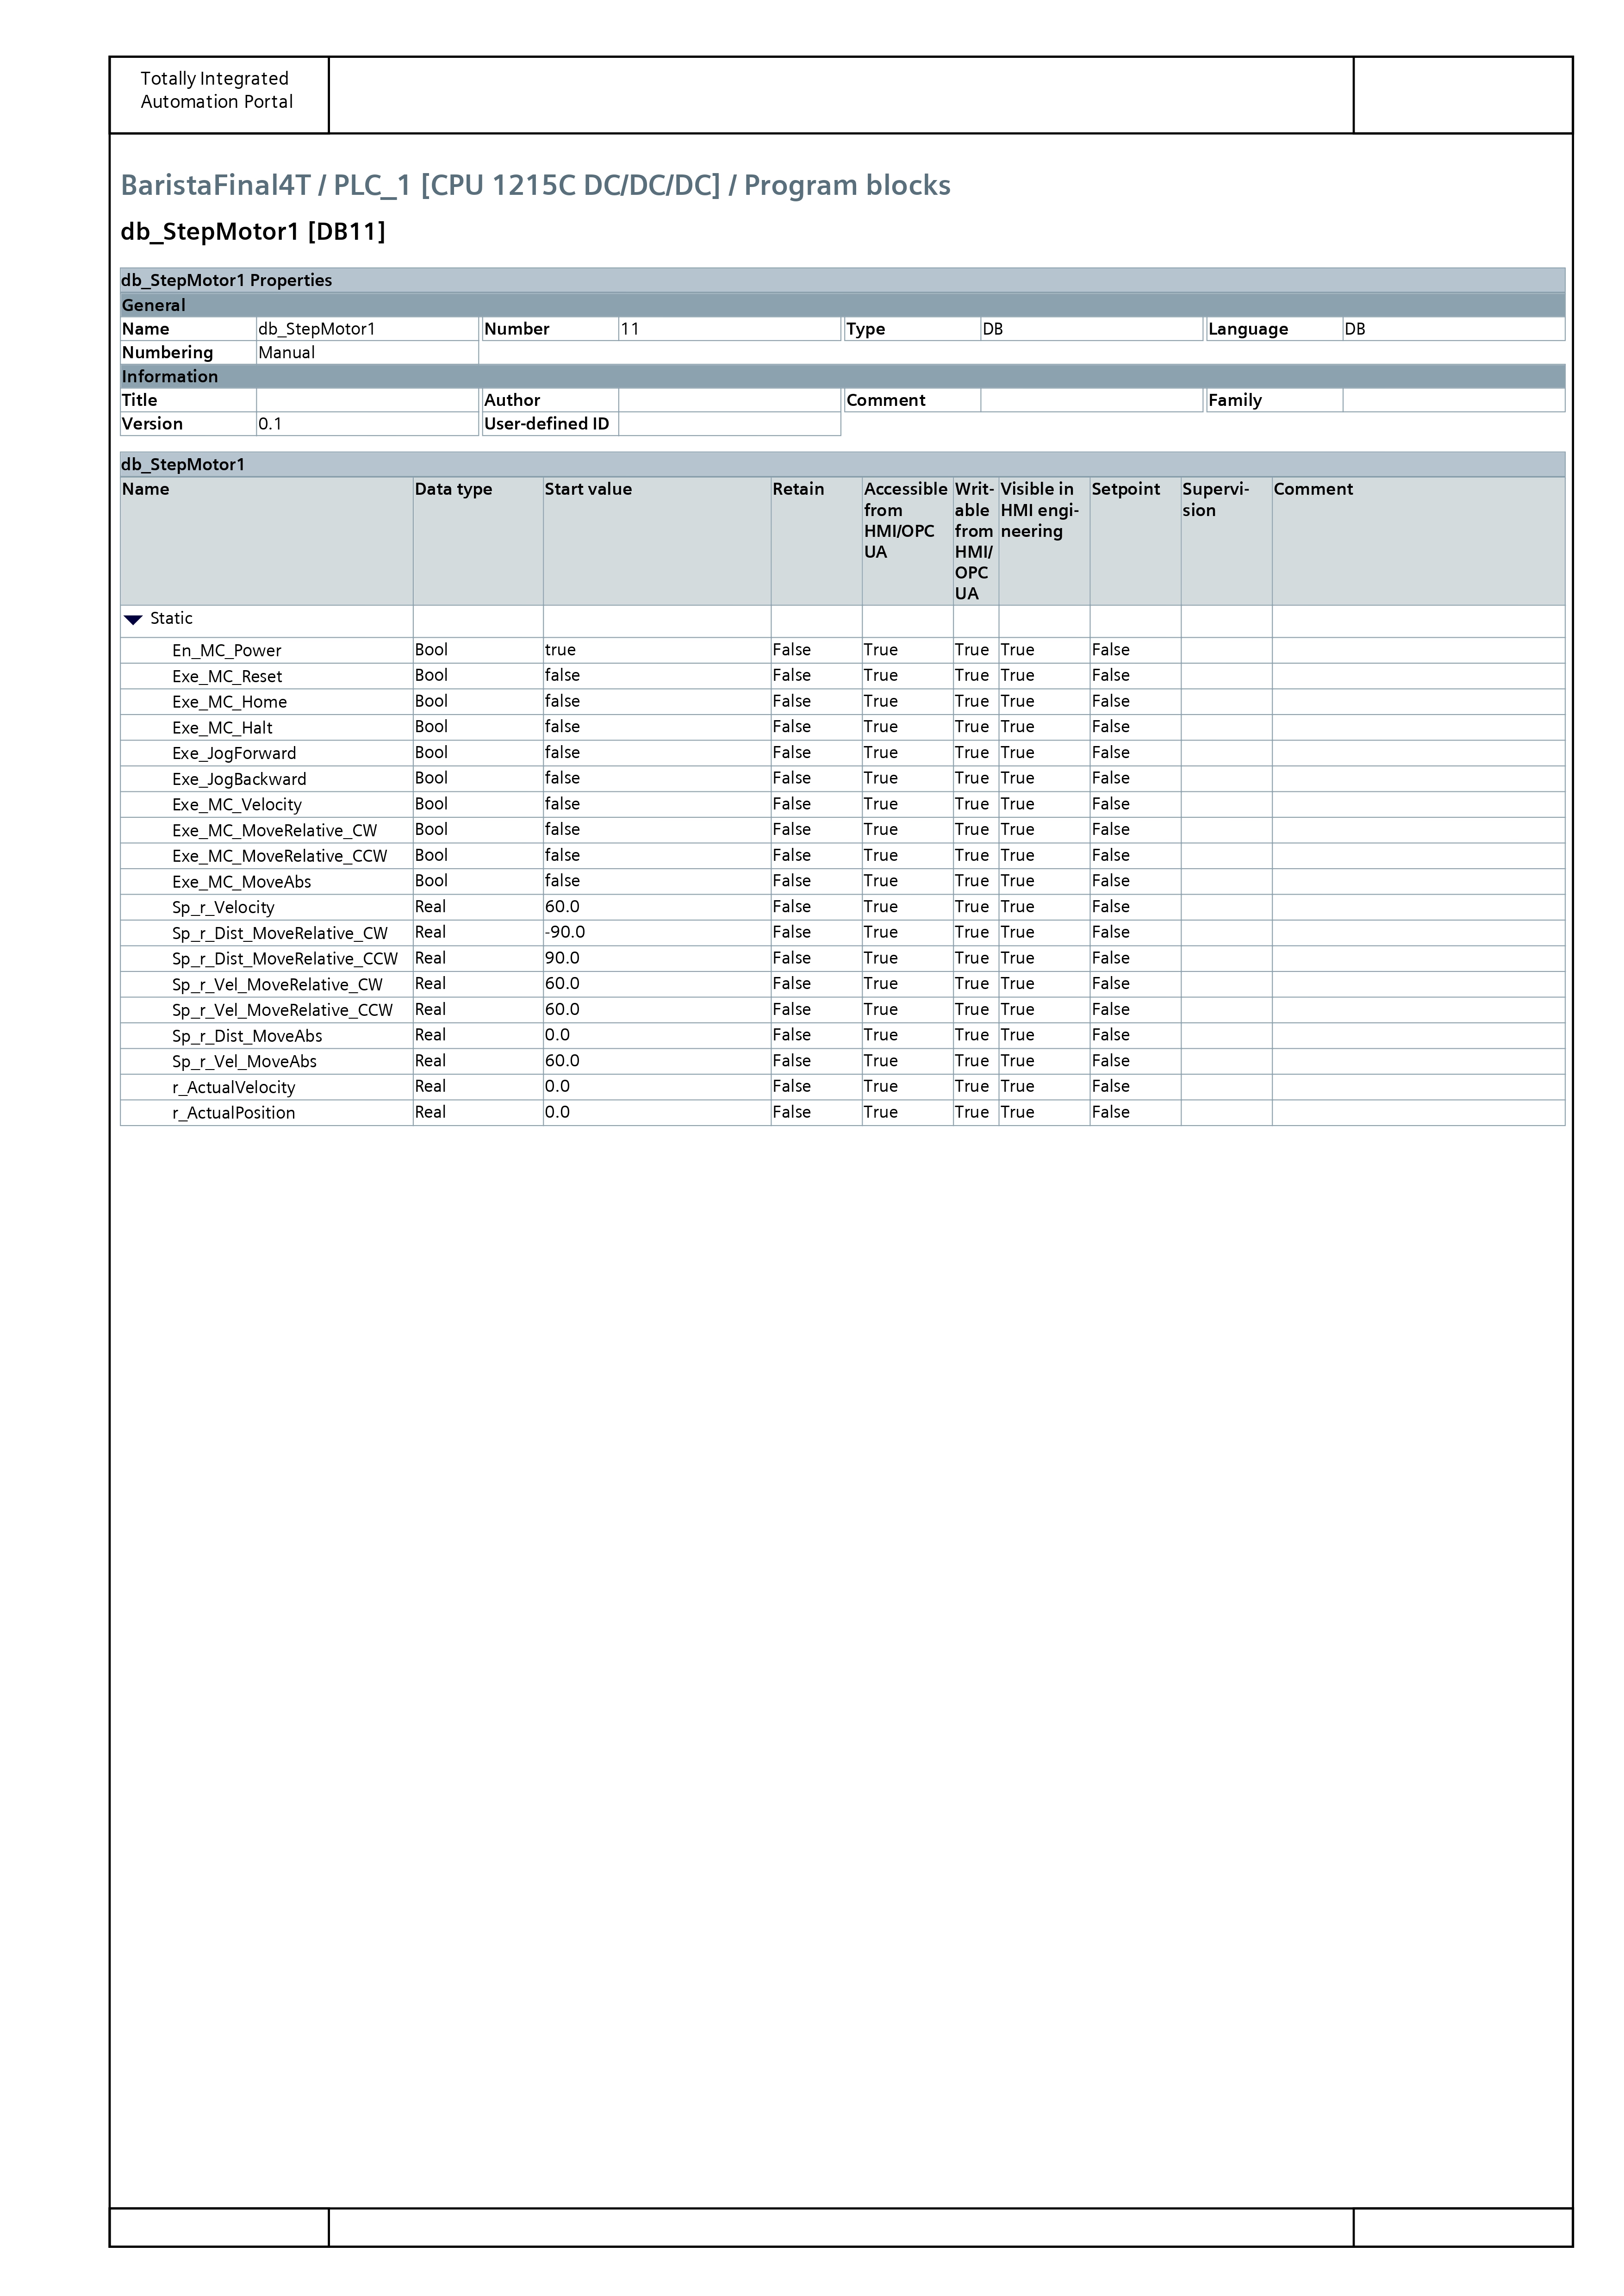 Totally Integrated
Automation Portal
BaristaFinal4T / PLC_1 [CPU 1215C DC/DC/DC] / Program blocks
db_StepMotor1 [DB11]
db_StepMotor1 Properties
General
Name db_StepMotor1 Number 11 Type DB Language DB
Numbering Manual
Information
Title Author Comment Family
Version 0.1 User-defined ID
db_StepMotor1
Name Data type Start value Retain Accessible Writ- Visible in Setpoint Supervi- Comment
from able HMI engi- sion
HMI/OPC from neering
UA HMI/
OPC
UA
Static
En_MC_Power Bool true False True True True False
Exe_MC_Reset Bool false False True True True False
Exe_MC_Home Bool false False True True True False
Exe_MC_Halt Bool false False True True True False
Exe_JogForward Bool false False True True True False
Exe_JogBackward Bool false False True True True False
Exe_MC_Velocity Bool false False True True True False
Exe_MC_MoveRelative_CW Bool false False True True True False
Exe_MC_MoveRelative_CCW Bool false False True True True False
Exe_MC_MoveAbs Bool false False True True True False
Sp_r_Velocity Real 60.0 False True True True False
Sp_r_Dist_MoveRelative_CW Real -90.0 False True True True False
Sp_r_Dist_MoveRelative_CCW Real 90.0 False True True True False
Sp_r_Vel_MoveRelative_CW Real 60.0 False True True True False
Sp_r_Vel_MoveRelative_CCW Real 60.0 False True True True False
Sp_r_Dist_MoveAbs Real 0.0 False True True True False
Sp_r_Vel_MoveAbs Real 60.0 False True True True False
r_ActualVelocity Real 0.0 False True True True False
r_ActualPosition Real 0.0 False True True True False